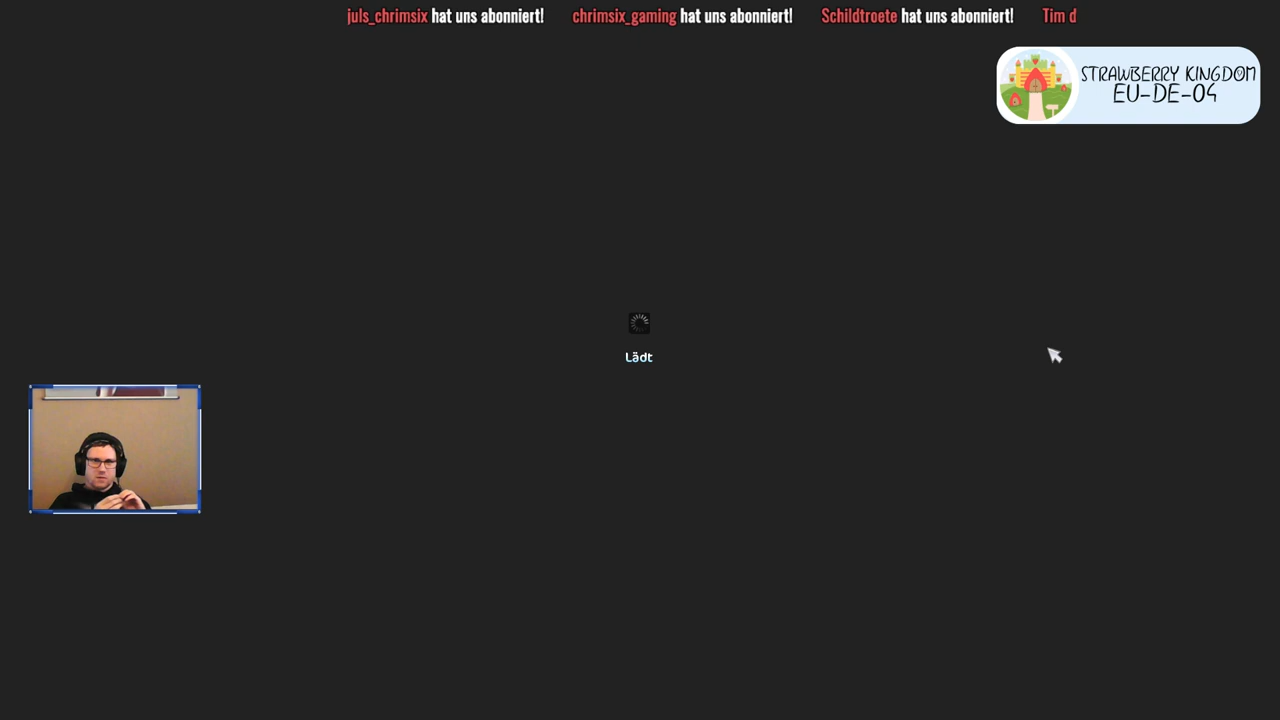 juls_chrimsix hat uns abonniert! chrimsix_gaming hat uns abonniert! Schildtroete hat uns abonniert! Tim d
STRAWBERRY KINGDOM
EU-DE-04
Lädt